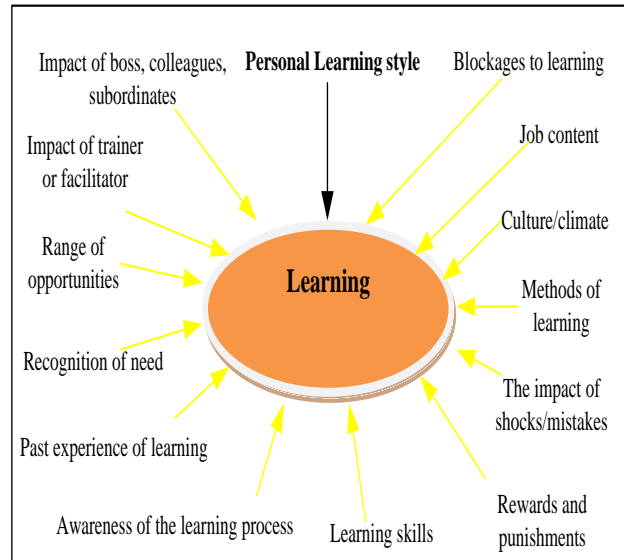 Impact of boss, colleagues,
subordinates
Personal Learning style
Blockages to learning
Impact of trainer
or facilitator
Job content
Range of
opportunities
Culture/climate
Learning
Methods of
learning
Recognition of need
The impact of
shocks/mistakes
Past experience of learning
Rewards and
punishments
Awareness of the learning process
Learning skills